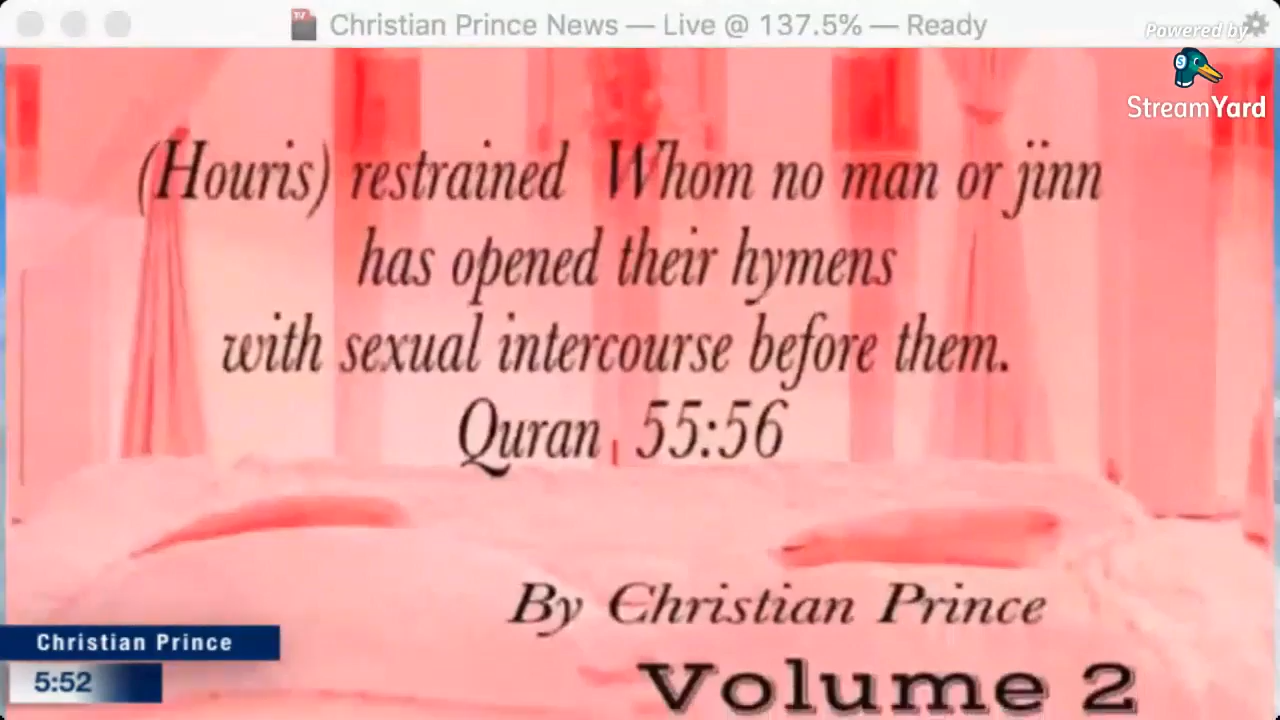 Christian Prince News — Live @ 137.5% — Ready
Powered by
StreamYard
(Houris) restrained Whom no man or jinn
has opened their hymens
with sexual intercourse before them.
Quran 55:56
By Christian Prince
Volume 2
Christian Prince
5:52